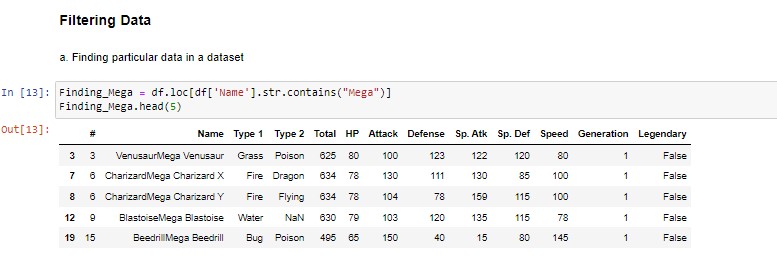 Filtering Data
a. Finding particular data in a dataset
In [13]: Finding_Mega = df.loc[df['Name'].str.contains("Mega")]
Finding_Mega.head(5)
Out[13]:
# Name Type 1 Type 2 Total HP Attack Defense Sp. Atk Sp. Def Speed Generation Legendary
3 3 VenusaurMega Venusaur Grass Poison 625 80 100 123 122 120 80 1 False
7 6 CharizardMega Charizard X Fire Dragon 634 78 130 111 130 85 100 1 False
8 6 CharizardMega Charizard Y Fire Flying 634 78 104 78 159 115 100 1 False
12 9 BlastoiseMega Blastoise Water NaN 630 79 103 120 135 115 78 1 False
19 15 BeedrillMega Beedrill Bug Poison 495 65 150 40 15 80 145 1 False